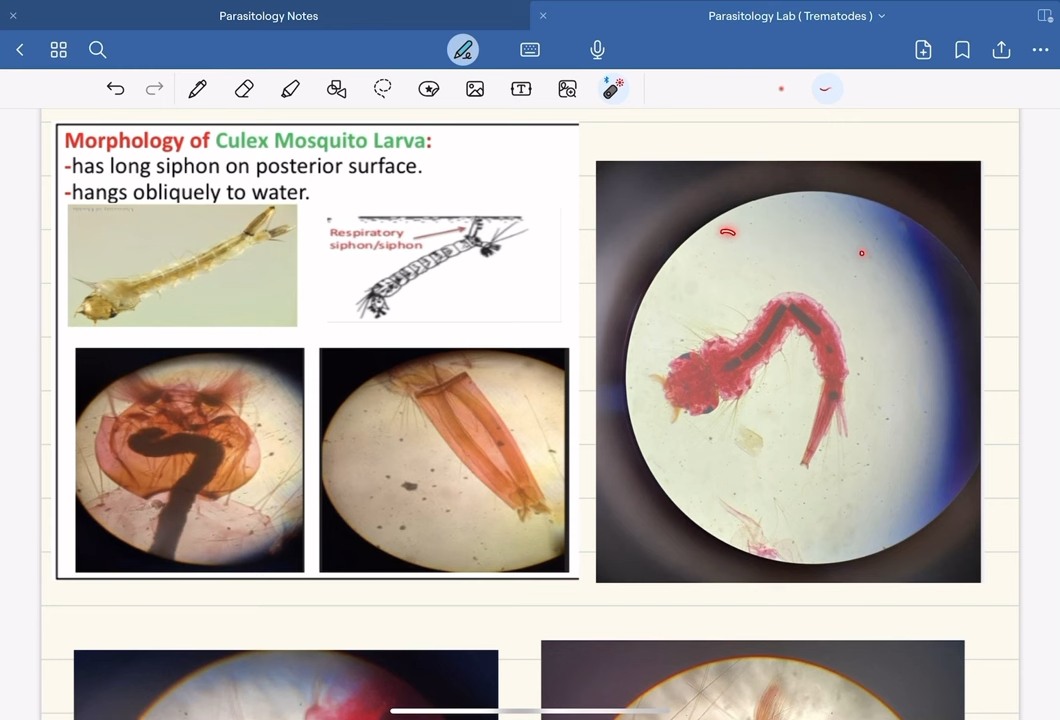 Parasitology Notes
Parasitology Lab ( Trematodes )
Morphology of Culex Mosquito Larva:
-has long siphon on posterior surface.
-hangs obliquely to water.
Respiratory
siphon/siphon